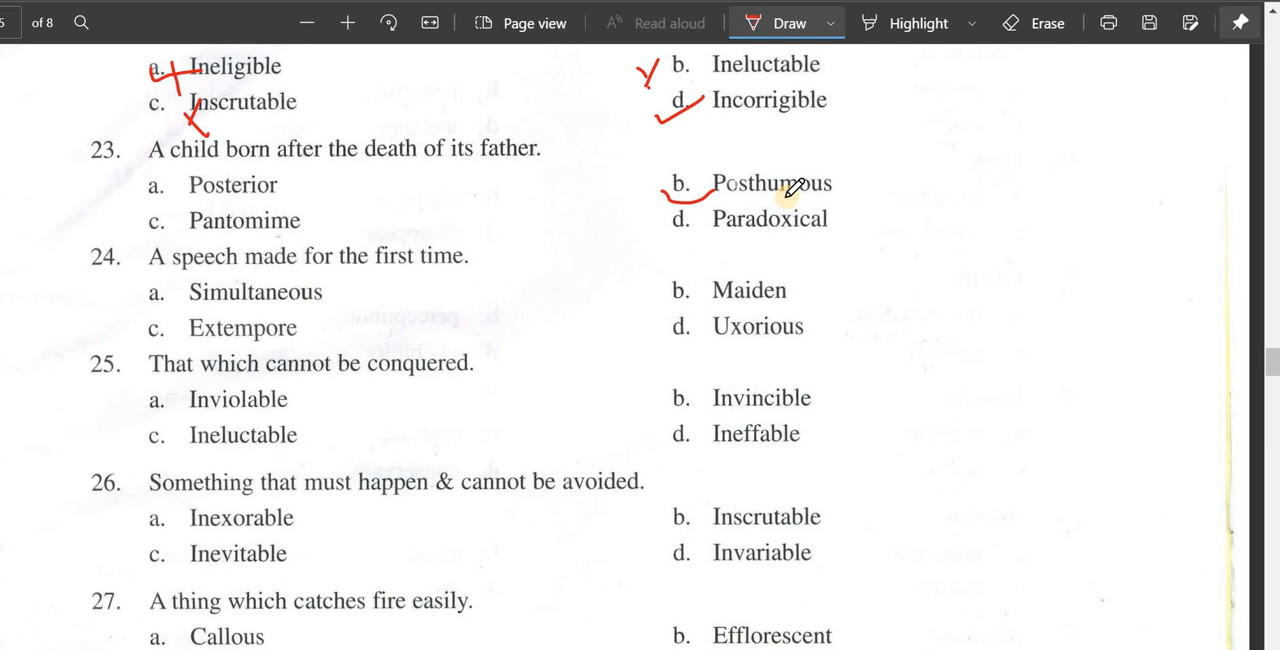 5 of 8 Page view Read aloud Draw Highlight Erase
a. Ineligible b. Ineluctable
c. Inscrutable d. Incorrigible
23. A child born after the death of its father.
a. Posterior b. Posthumous
c. Pantomime d. Paradoxical
24. A speech made for the first time.
a. Simultaneous b. Maiden
c. Extempore d. Uxorious
25. That which cannot be conquered.
a. Inviolable b. Invincible
c. Ineluctable d. Ineffable
26. Something that must happen & cannot be avoided.
a. Inexorable b. Inscrutable
c. Inevitable d. Invariable
27. A thing which catches fire easily.
a. Callous b. Efflorescent